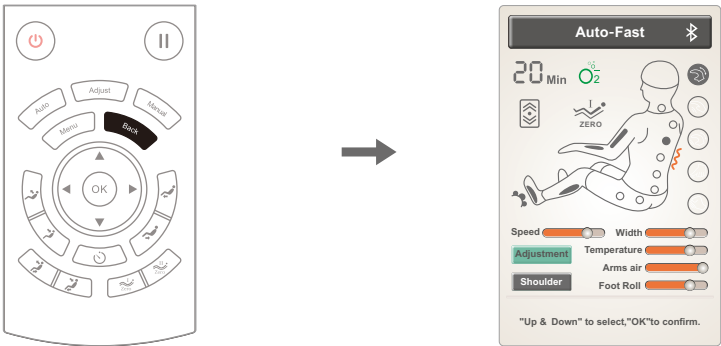 Adjust
Auto
Manual
Menu
Back
OK
Auto-Fast
20 Min
O2
ZERO
Speed
Width
Temperature
Adjustment
Arms air
Shoulder
Foot Roll
"Up & Down" to select,"OK"to confirm.